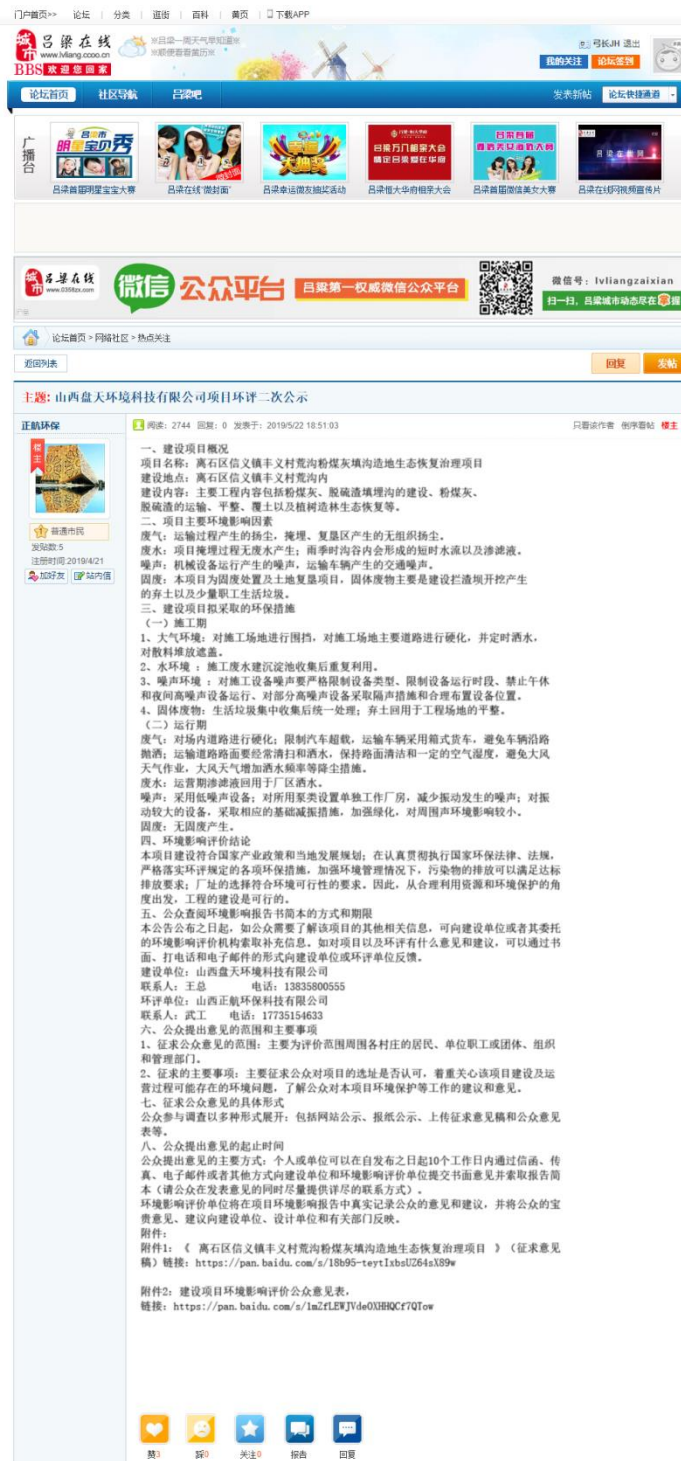 门户首页>> 论坛 | 分类 | 逛街 | 百科 | 黄页 | 下载APP
城市 吕梁在线
www.lvliang.ccoo.cn
BBS 欢迎您回家
※吕梁一周天气早知道※
※顺便看看黄历※
弓长JH 退出
我的关注 论坛签到
论坛首页 社区导航 吕梁吧 发表新帖 论坛快捷通道
广播台
吕梁首届明星宝宝大赛 吕梁在线“微封面” 吕梁幸运微友抽奖活动 吕梁恒大华府相亲大会 吕梁首届微信美女大赛 吕梁在线网视频宣传片
城市 吕梁在线 www.0358zx.com 微信公众平台 吕梁第一权威微信公众平台 微信号：lvliangzaixian
扫一扫，吕梁城市动态尽在掌握
论坛首页 > 网络社区 > 热点关注
返回列表 回复 发帖
主题: 山西盘天环境科技有限公司项目环评二次公示
正航环保 阅读: 2744 回复: 0 发表于: 2019/5/22 18:51:03 只看该作者 倒序看帖 楼主
楼主
普通市民
发贴数:5
注册时间:2019/4/21
加好友 站内信
一、建设项目概况
项目名称：离石区信义镇丰义村荒沟粉煤灰填沟造地生态恢复治理项目
建设地点：离石区信义镇丰义村荒沟内
建设内容：主要工程内容包括粉煤灰、脱硫渣填埋沟的建设、粉煤灰、
脱硫渣的运输、平整、覆土以及植树造林生态恢复等。
二、项目主要环境影响因素
废气：运输过程产生的扬尘，掩埋、复垦区产生的无组织扬尘。
废水：项目掩埋过程无废水产生；雨季时沟谷内会形成的短时水流以及渗滤液。
噪声：机械设备运行产生的噪声，运输车辆产生的交通噪声。
固废：本项目为固废处置及土地复垦项目，固体废物主要是建设拦渣坝开挖产生
的弃土以及少量职工生活垃圾。
三、建设项目拟采取的环保措施
（一）施工期
1、大气环境：对施工场地进行围挡，对施工场地主要道路进行硬化，并定时洒水，
对散料堆放遮盖。
2、水环境 ：施工废水建沉淀池收集后重复利用。
3、噪声环境 ：对施工设备噪声要严格限制设备类型、限制设备运行时段、禁止午休
和夜间高噪声设备运行、对部分高噪声设备采取隔声措施和合理布置设备位置。
4、固体废物：生活垃圾集中收集后统一处理；弃土回用于工程场地的平整。
（二）运行期
废气：对场内道路进行硬化；限制汽车超载，运输车辆采用箱式货车，避免车辆沿路
抛洒；运输道路路面要经常清扫和洒水，保持路面清洁和一定的空气湿度，避免大风
天气作业，大风天气增加洒水频率等降尘措施。
废水：运营期渗滤液回用于厂区洒水。
噪声：采用低噪声设备；对所用泵类设置单独工作厂房，减少振动发生的噪声；对振
动较大的设备，采取相应的基础减振措施，加强绿化，对周围声环境影响较小。
固废：无固废产生。
四、环境影响评价结论
本项目建设符合国家产业政策和当地发展规划；在认真贯彻执行国家环保法律、法规，
严格落实环评规定的各项环保措施，加强环境管理情况下，污染物的排放可以满足达标
排放要求；厂址的选择符合环境可行性的要求。因此，从合理利用资源和环境保护的角
度出发，工程的建设是可行的。
五、公众查阅环境影响报告书简本的方式和期限
本公告公布之日起，如公众需要了解该项目的其他相关信息，可向建设单位或者其委托
的环境影响评价机构索取补充信息。如对项目以及环评有什么意见和建议，可以通过书
面、打电话和电子邮件的形式向建设单位或环评单位反馈。
建设单位：山西盘天环境科技有限公司
联系人：王总 电话：13835800555
环评单位：山西正航环保科技有限公司
联系人：武工 电话：17735154633
六、公众提出意见的范围和主要事项
1、征求公众意见的范围：主要为评价范围周围各村庄的居民、单位职工或团体、组织
和管理部门。
2、征求的主要事项：主要征求公众对项目的选址是否认可，着重关心该项目建设及运
营过程可能存在的环境问题，了解公众对本项目环境保护等工作的建议和意见。
七、征求公众意见的具体形式
公众参与调查以多种形式展开：包括网站公示、报纸公示、上传征求意见稿和公众意见
表等。
八、公众提出意见的起止时间
公众提出意见的主要方式：个人或单位可以在自发布之日起10个工作日内通过信函、传
真、电子邮件或者其他方式向建设单位和环境影响评价单位提交书面意见并索取报告简
本（请公众在发表意见的同时尽量提供详尽的联系方式）。
环境影响评价单位将在项目环境影响报告中真实记录公众的意见和建议，并将公众的宝
贵意见、建议向建设单位、设计单位和有关部门反映。
附件：
附件1：《 离石区信义镇丰义村荒沟粉煤灰填沟造地生态恢复治理项目 》（征求意见
稿）链接：https://pan.baidu.com/s/18b95-teytIxbsUZ64sX89w
附件2：建设项目环境影响评价公众意见表，
链接：https://pan.baidu.com/s/1mZfLEWJVdeOXHHQCf7QTow
赞3 踩0 关注0 报告 回复